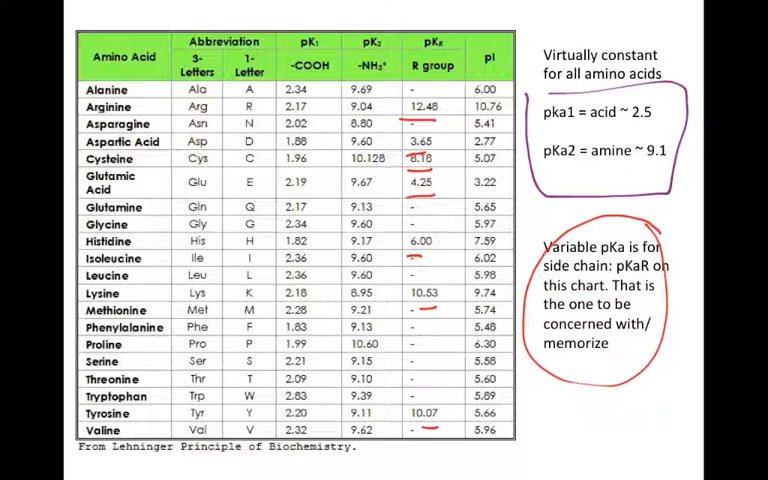 Amino Acid Abbreviation pK1 pK2 pKR pI
3-Letters 1-Letter -COOH -NH3+ R group
Alanine Ala A 2.34 9.69 - 6.00
Arginine Arg R 2.17 9.04 12.48 10.76
Asparagine Asn N 2.02 8.80 - 5.41
Aspartic Acid Asp D 1.88 9.60 3.65 2.77
Cysteine Cys C 1.96 10.128 8.18 5.07
Glutamic Acid Glu E 2.19 9.67 4.25 3.22
Glutamine Gln Q 2.17 9.13 - 5.65
Glycine Gly G 2.34 9.60 - 5.97
Histidine His H 1.82 9.17 6.00 7.59
Isoleucine Ile I 2.36 9.60 - 6.02
Leucine Leu L 2.36 9.60 - 5.98
Lysine Lys K 2.18 8.95 10.53 9.74
Methionine Met M 2.28 9.21 - 5.74
Phenylalanine Phe F 1.83 9.13 - 5.48
Proline Pro P 1.99 10.60 - 6.30
Serine Ser S 2.21 9.15 - 5.58
Threonine Thr T 2.09 9.10 - 5.60
Tryptophan Trp W 2.83 9.39 - 5.89
Tyrosine Tyr Y 2.20 9.11 10.07 5.66
Valine Val V 2.32 9.62 - 5.96
From Lehninger Principle of Biochemistry.
Virtually constant
for all amino acids
pka1 = acid ~ 2.5
pKa2 = amine ~ 9.1
Variable pKa is for
side chain: pKaR on
this chart. That is
the one to be
concerned with/
memorize